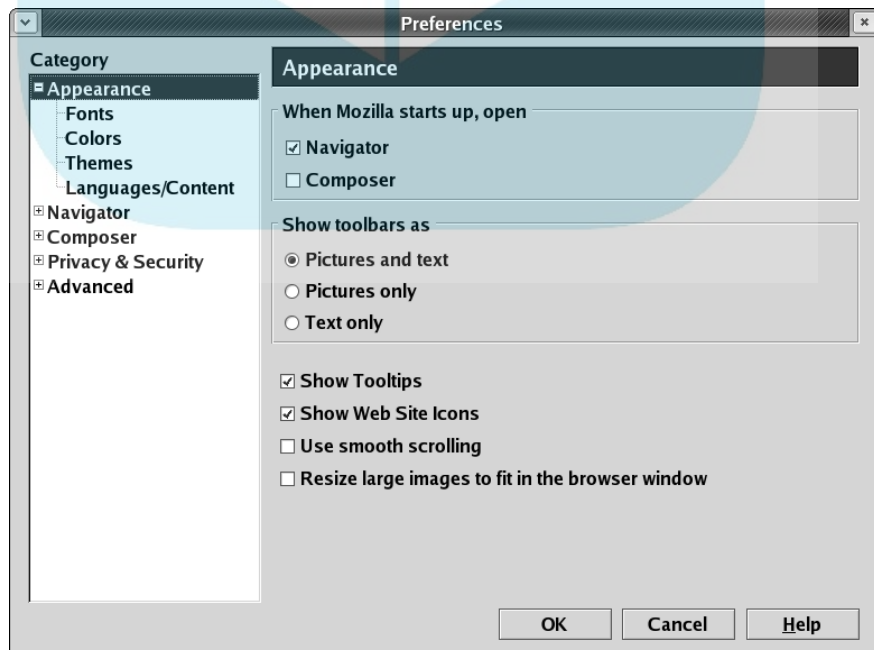 Preferences
Category
Appearance
Fonts
Colors
Themes
Languages/Content
Navigator
Composer
Privacy & Security
Advanced
Appearance
When Mozilla starts up, open
Navigator
Composer
Show toolbars as
Pictures and text
Pictures only
Text only
Show Tooltips
Show Web Site Icons
Use smooth scrolling
Resize large images to fit in the browser window
OK
Cancel
Help